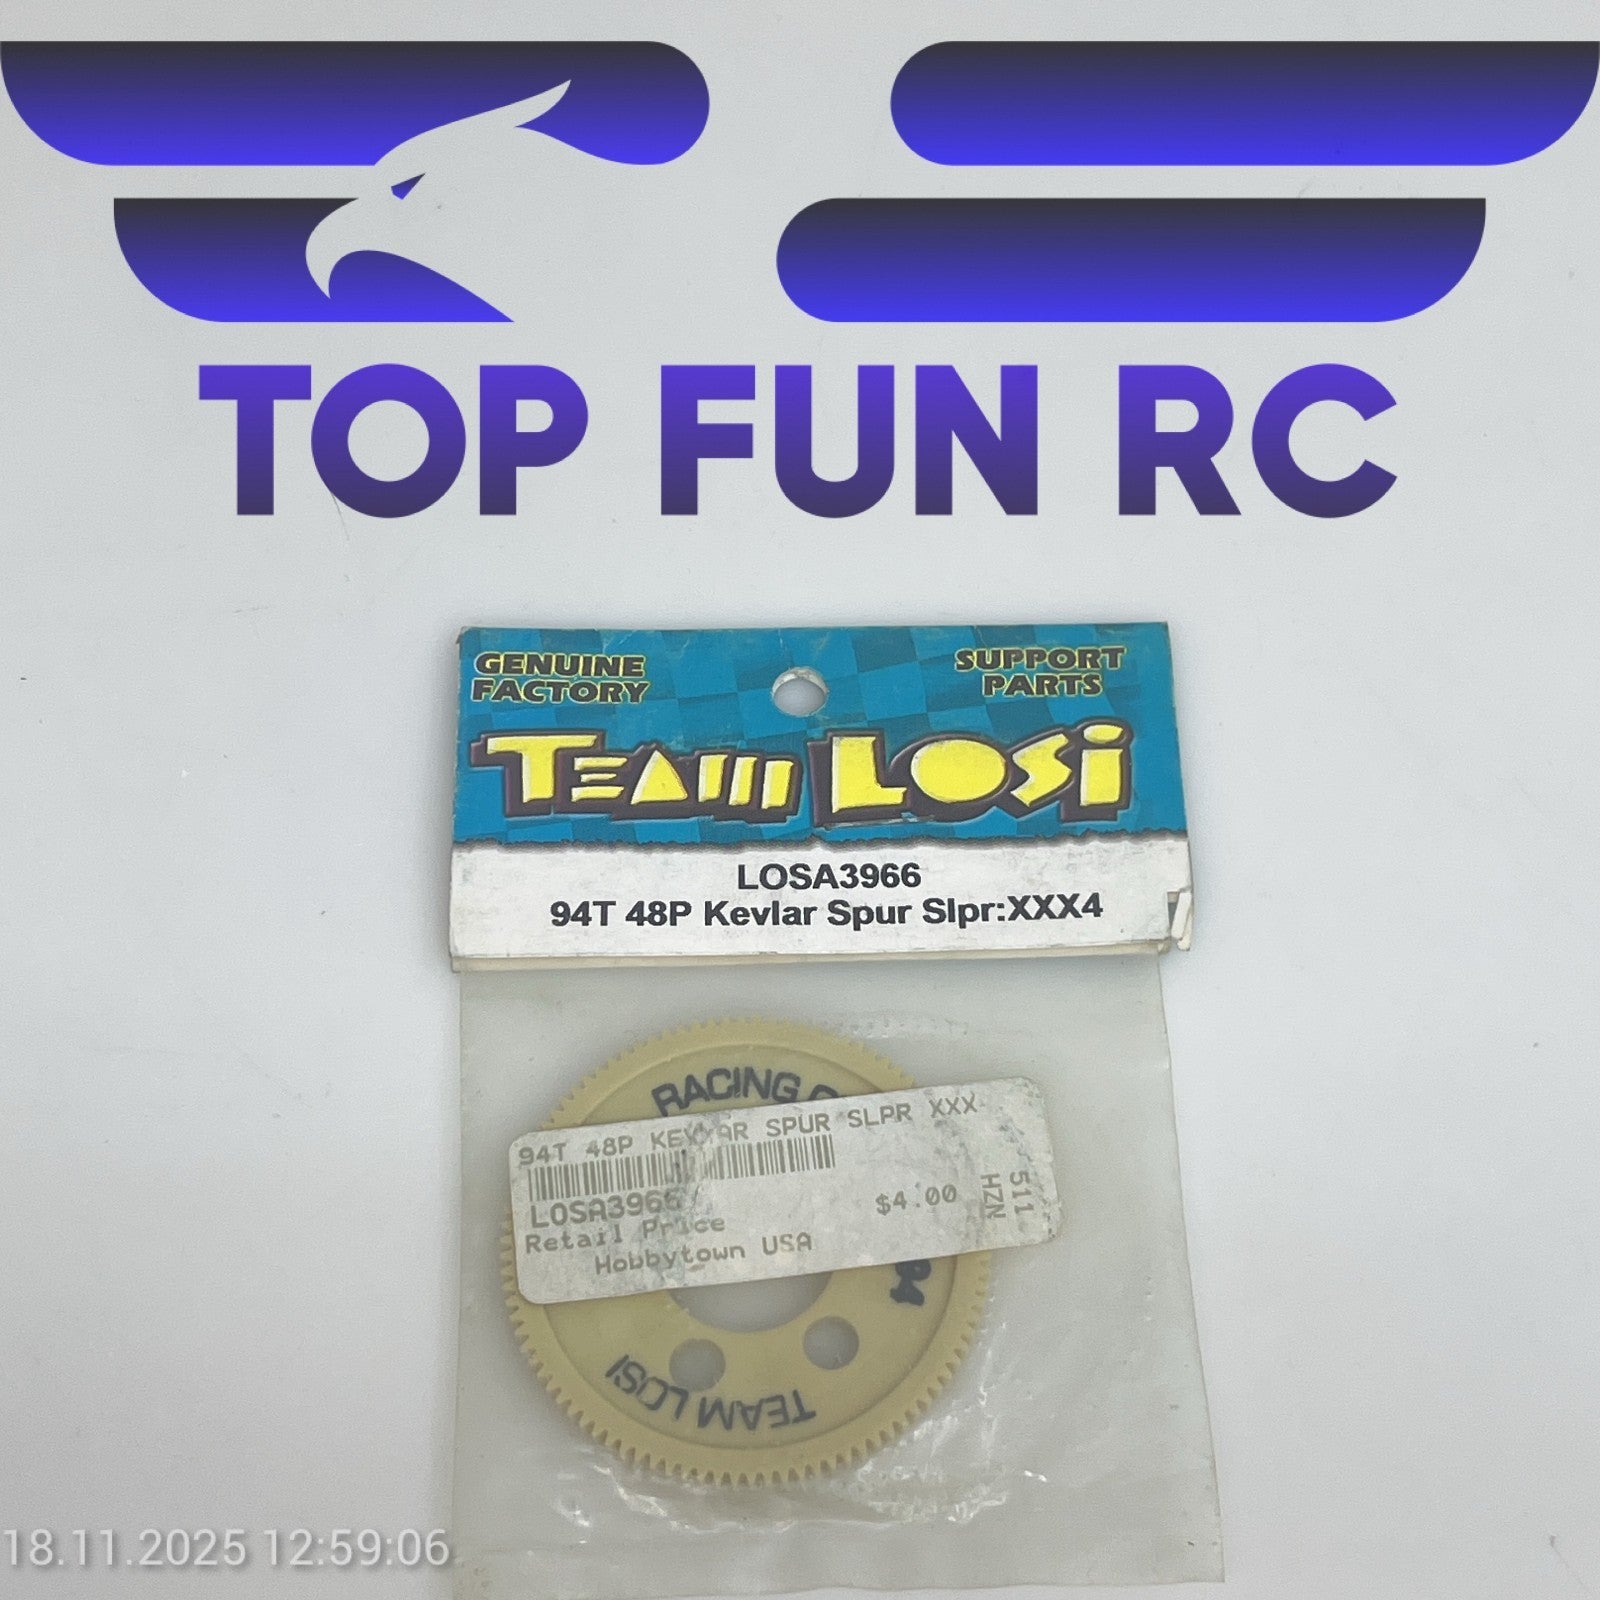 TOP FUN RC
GENUINE
FACTORY
SUPPORT
PARTS
TEAM LOSI
LOSA3966
94T 48P Kevlar Spur Slpr:XXX4
RACING
94T 48P KEVLAR SPUR SLPR XXX
LOSA3966
$4.00
Retail Price
Hobbytown USA
511
HZN
94
TEAM LOSI
18.11.2025 12:59:06